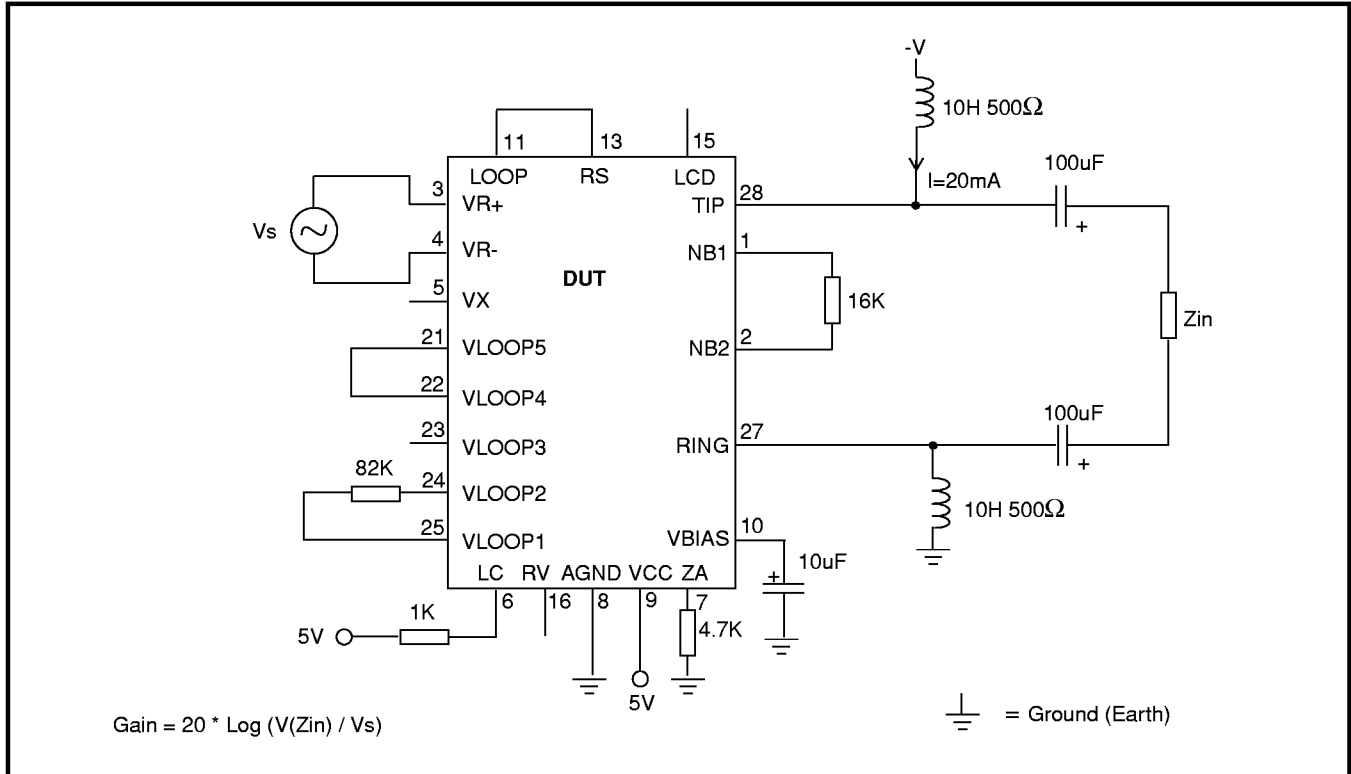 -V
10H 500Ω
11
13
15
100uF
LOOP
RS
LCD
I=20mA
3
VR+
TIP
28
Vs
4
VR-
NB1
1
DUT
5
VX
16K
21
VLOOP5
NB2
2
Zin
22
VLOOP4
100uF
+
+
23
VLOOP3
RING
27
82K
24
VLOOP2
10H 500Ω
25
VLOOP1
VBIAS
10
10uF
+
LC
RV
AGND
VCC
ZA
6
16
8
9
7
1K
5V
4.7K
5V
Gain = 20 * Log (V(Zin) / Vs)
= Ground (Earth)